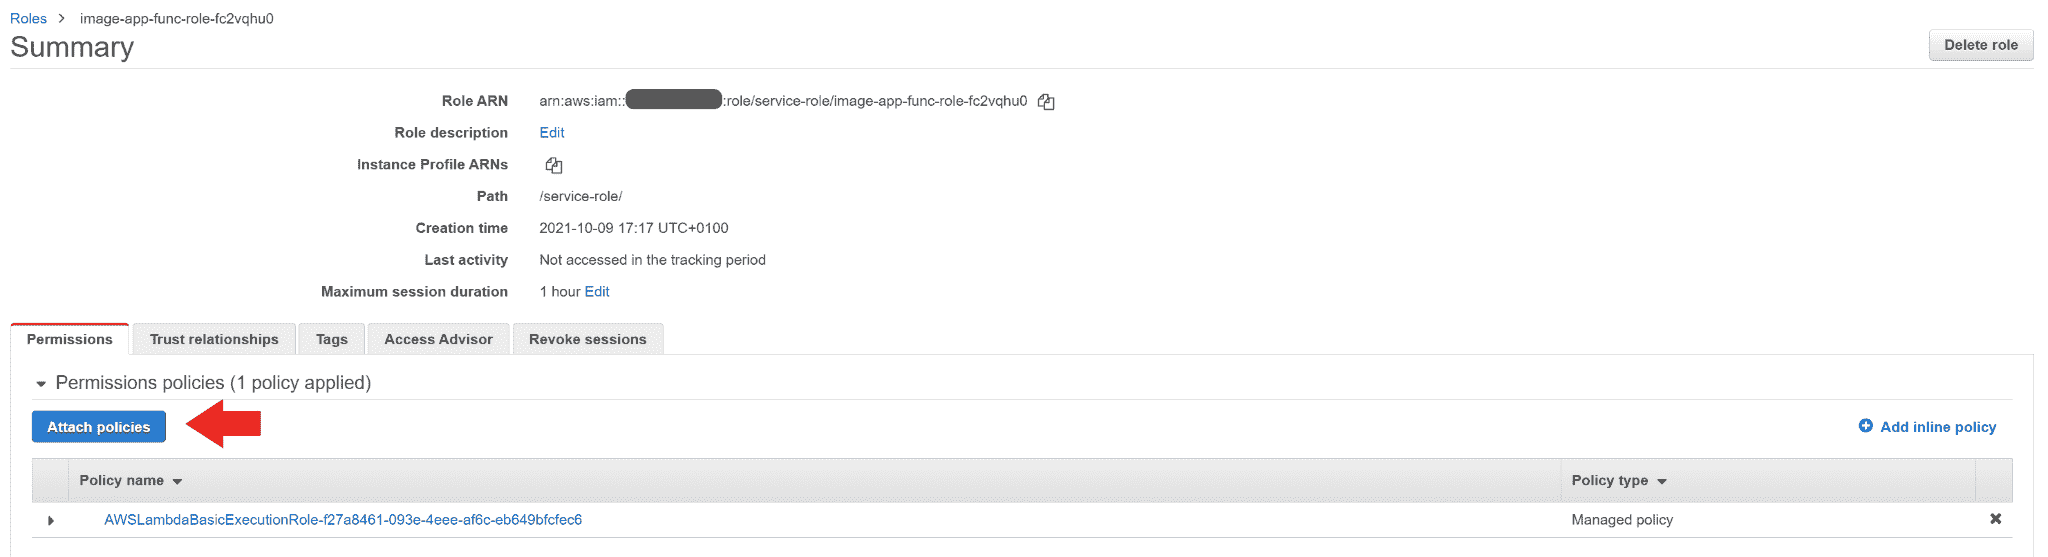 Roles > image-app-func-role-fc2vqhu0
Summary
Delete role
Role ARN arn:aws:iam:: :role/service-role/image-app-func-role-fc2vqhu0
Role description Edit
Instance Profile ARNs
Path /service-role/
Creation time 2021-10-09 17:17 UTC+0100
Last activity Not accessed in the tracking period
Maximum session duration 1 hour Edit
Permissions Trust relationships Tags Access Advisor Revoke sessions
Permissions policies (1 policy applied)
Attach policies Add inline policy
Policy name Policy type
AWSLambdaBasicExecutionRole-f27a8461-093e-4eee-af6c-eb649bfcfec6 Managed policy